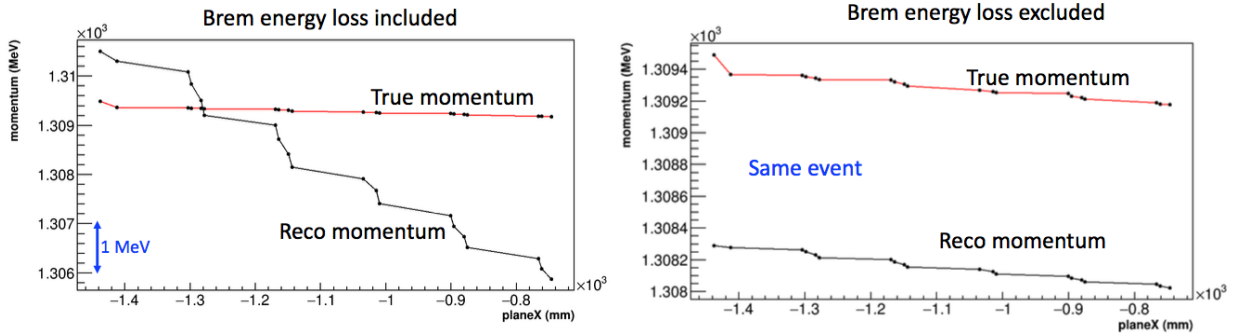 Brem energy loss included
×10³
momentum (MeV)
1.31
1.309
1.308
1.307
1.306
True momentum
Reco momentum
1 MeV
−1.4
−1.3
−1.2
−1.1
−1
−0.9
−0.8
×10³
planeX (mm)
Brem energy loss excluded
×10³
momentum (MeV)
1.3094
1.3092
1.309
1.3088
1.3086
1.3084
1.3082
1.308
True momentum
Same event
Reco momentum
−1.4
−1.3
−1.2
−1.1
−1
−0.9
−0.8
×10³
planeX (mm)